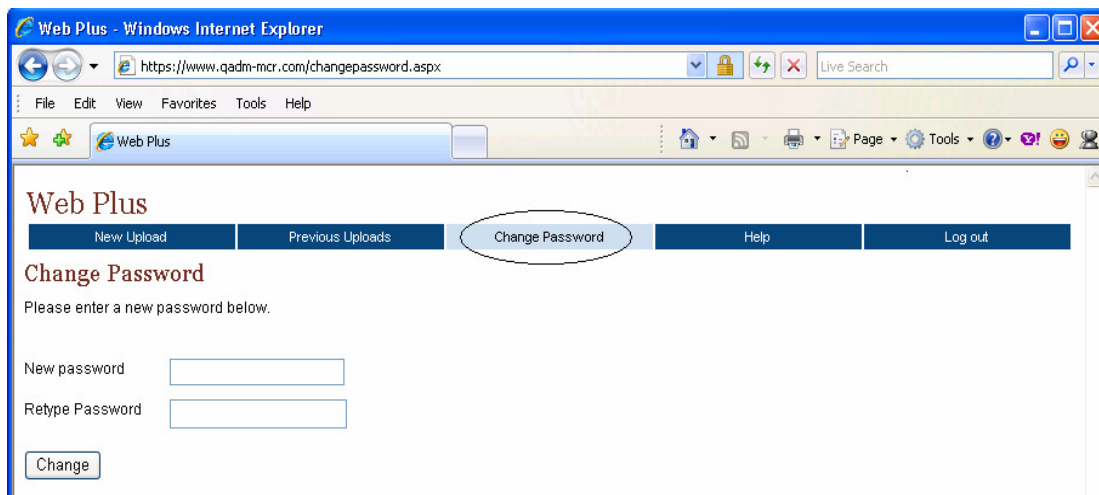 Web Plus - Windows Internet Explorer
https://www.qadm-mcr.com/changepassword.aspx Live Search
File Edit View Favorites Tools Help
Web Plus Page Tools
Web Plus
New Upload Previous Uploads Change Password Help Log out
Change Password
Please enter a new password below.
New password
Retype Password
Change